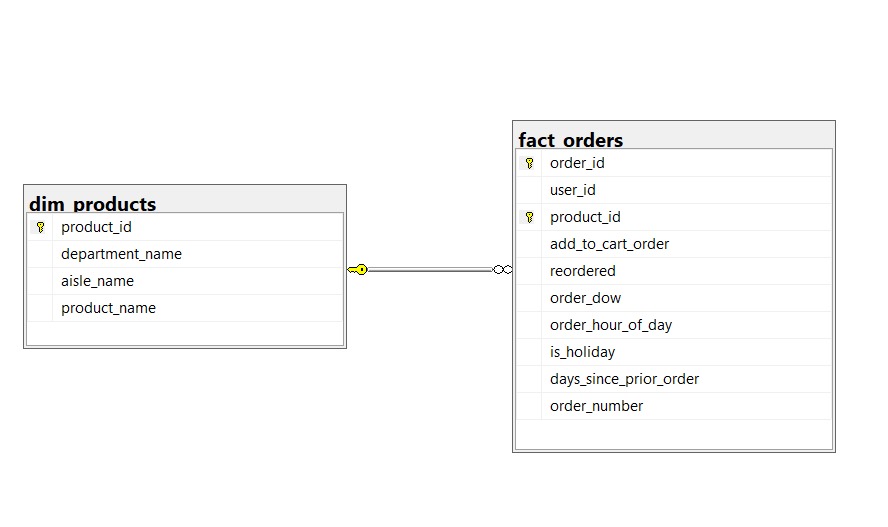 dim_products
product_id
department_name
aisle_name
product_name
fact_orders
order_id
user_id
product_id
add_to_cart_order
reordered
order_dow
order_hour_of_day
is_holiday
days_since_prior_order
order_number